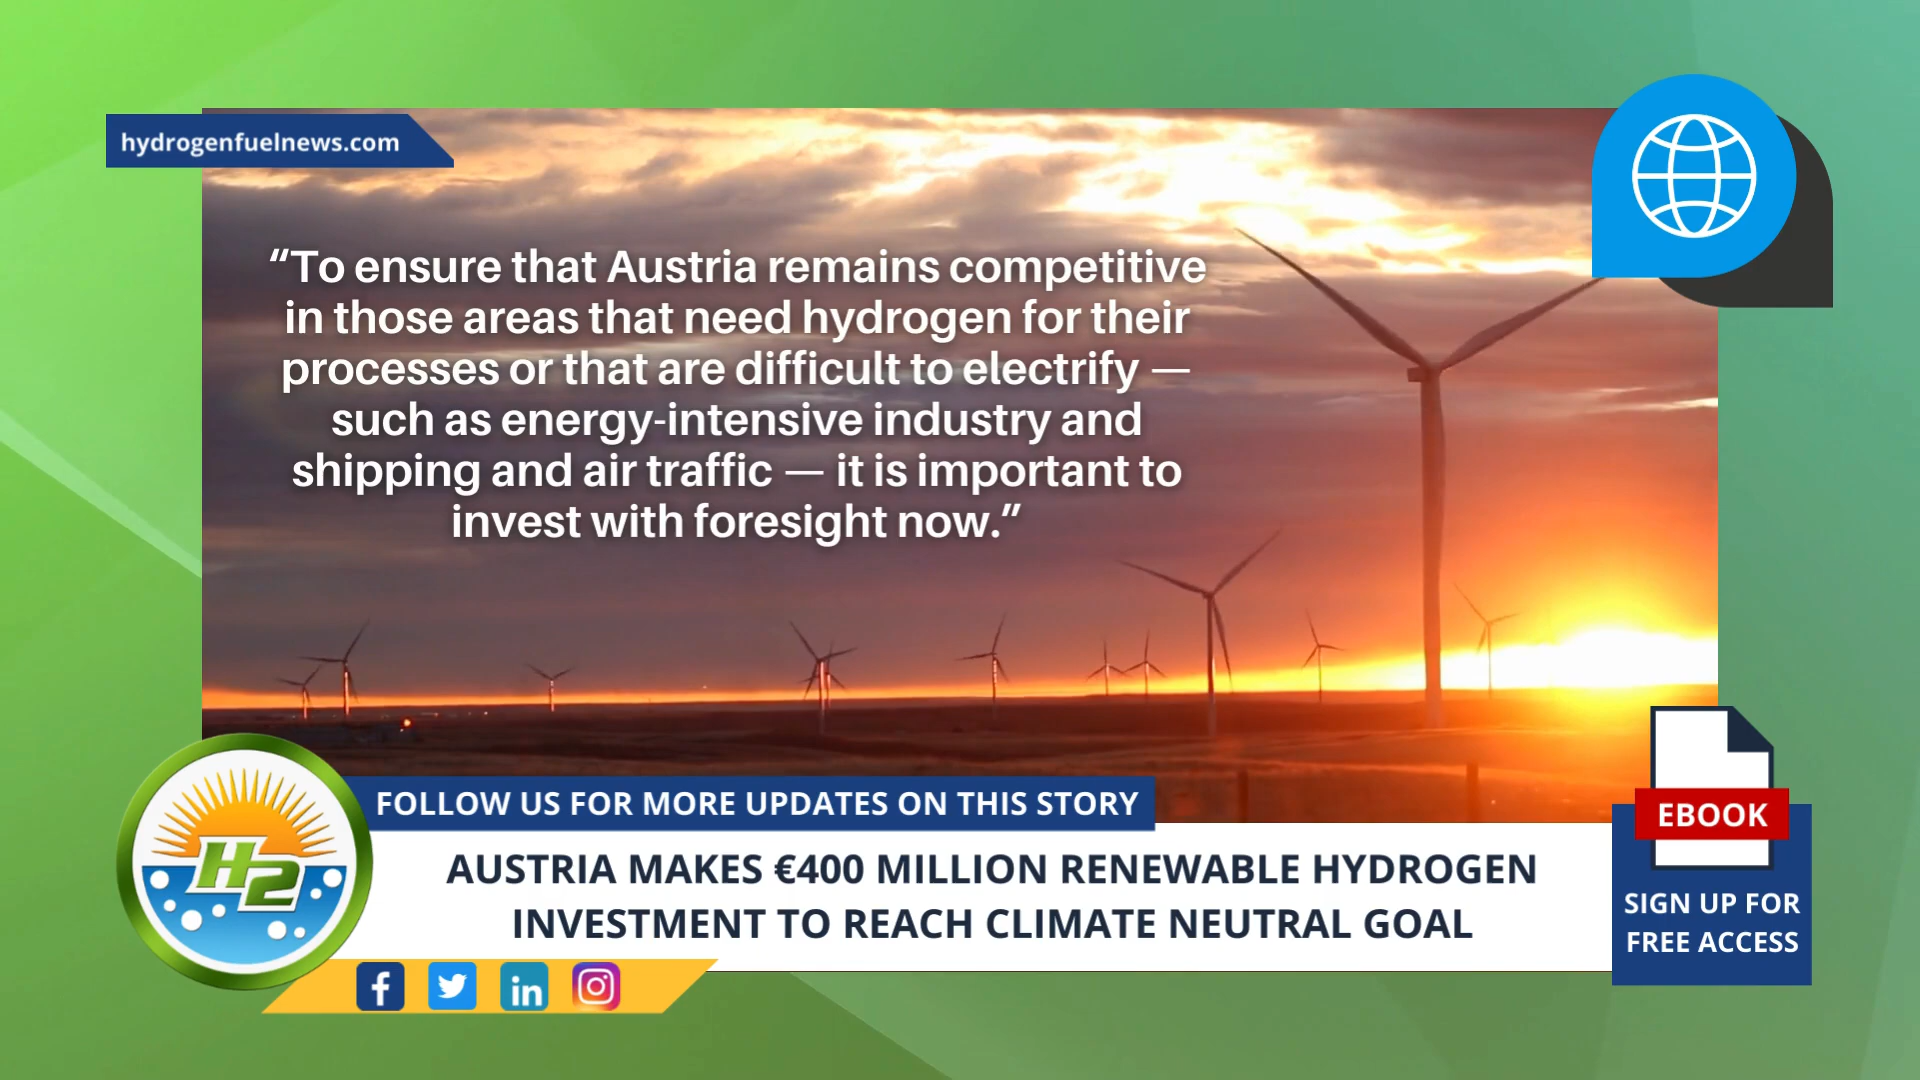 hydrogenfuelnews.com
“To ensure that Austria remains competitive
in those areas that need hydrogen for their
processes or that are difficult to electrify —
such as energy-intensive industry and
shipping and air traffic — it is important to
invest with foresight now.”
FOLLOW US FOR MORE UPDATES ON THIS STORY
AUSTRIA MAKES €400 MILLION RENEWABLE HYDROGEN
INVESTMENT TO REACH CLIMATE NEUTRAL GOAL
H2
EBOOK
SIGN UP FOR
FREE ACCESS
f
in